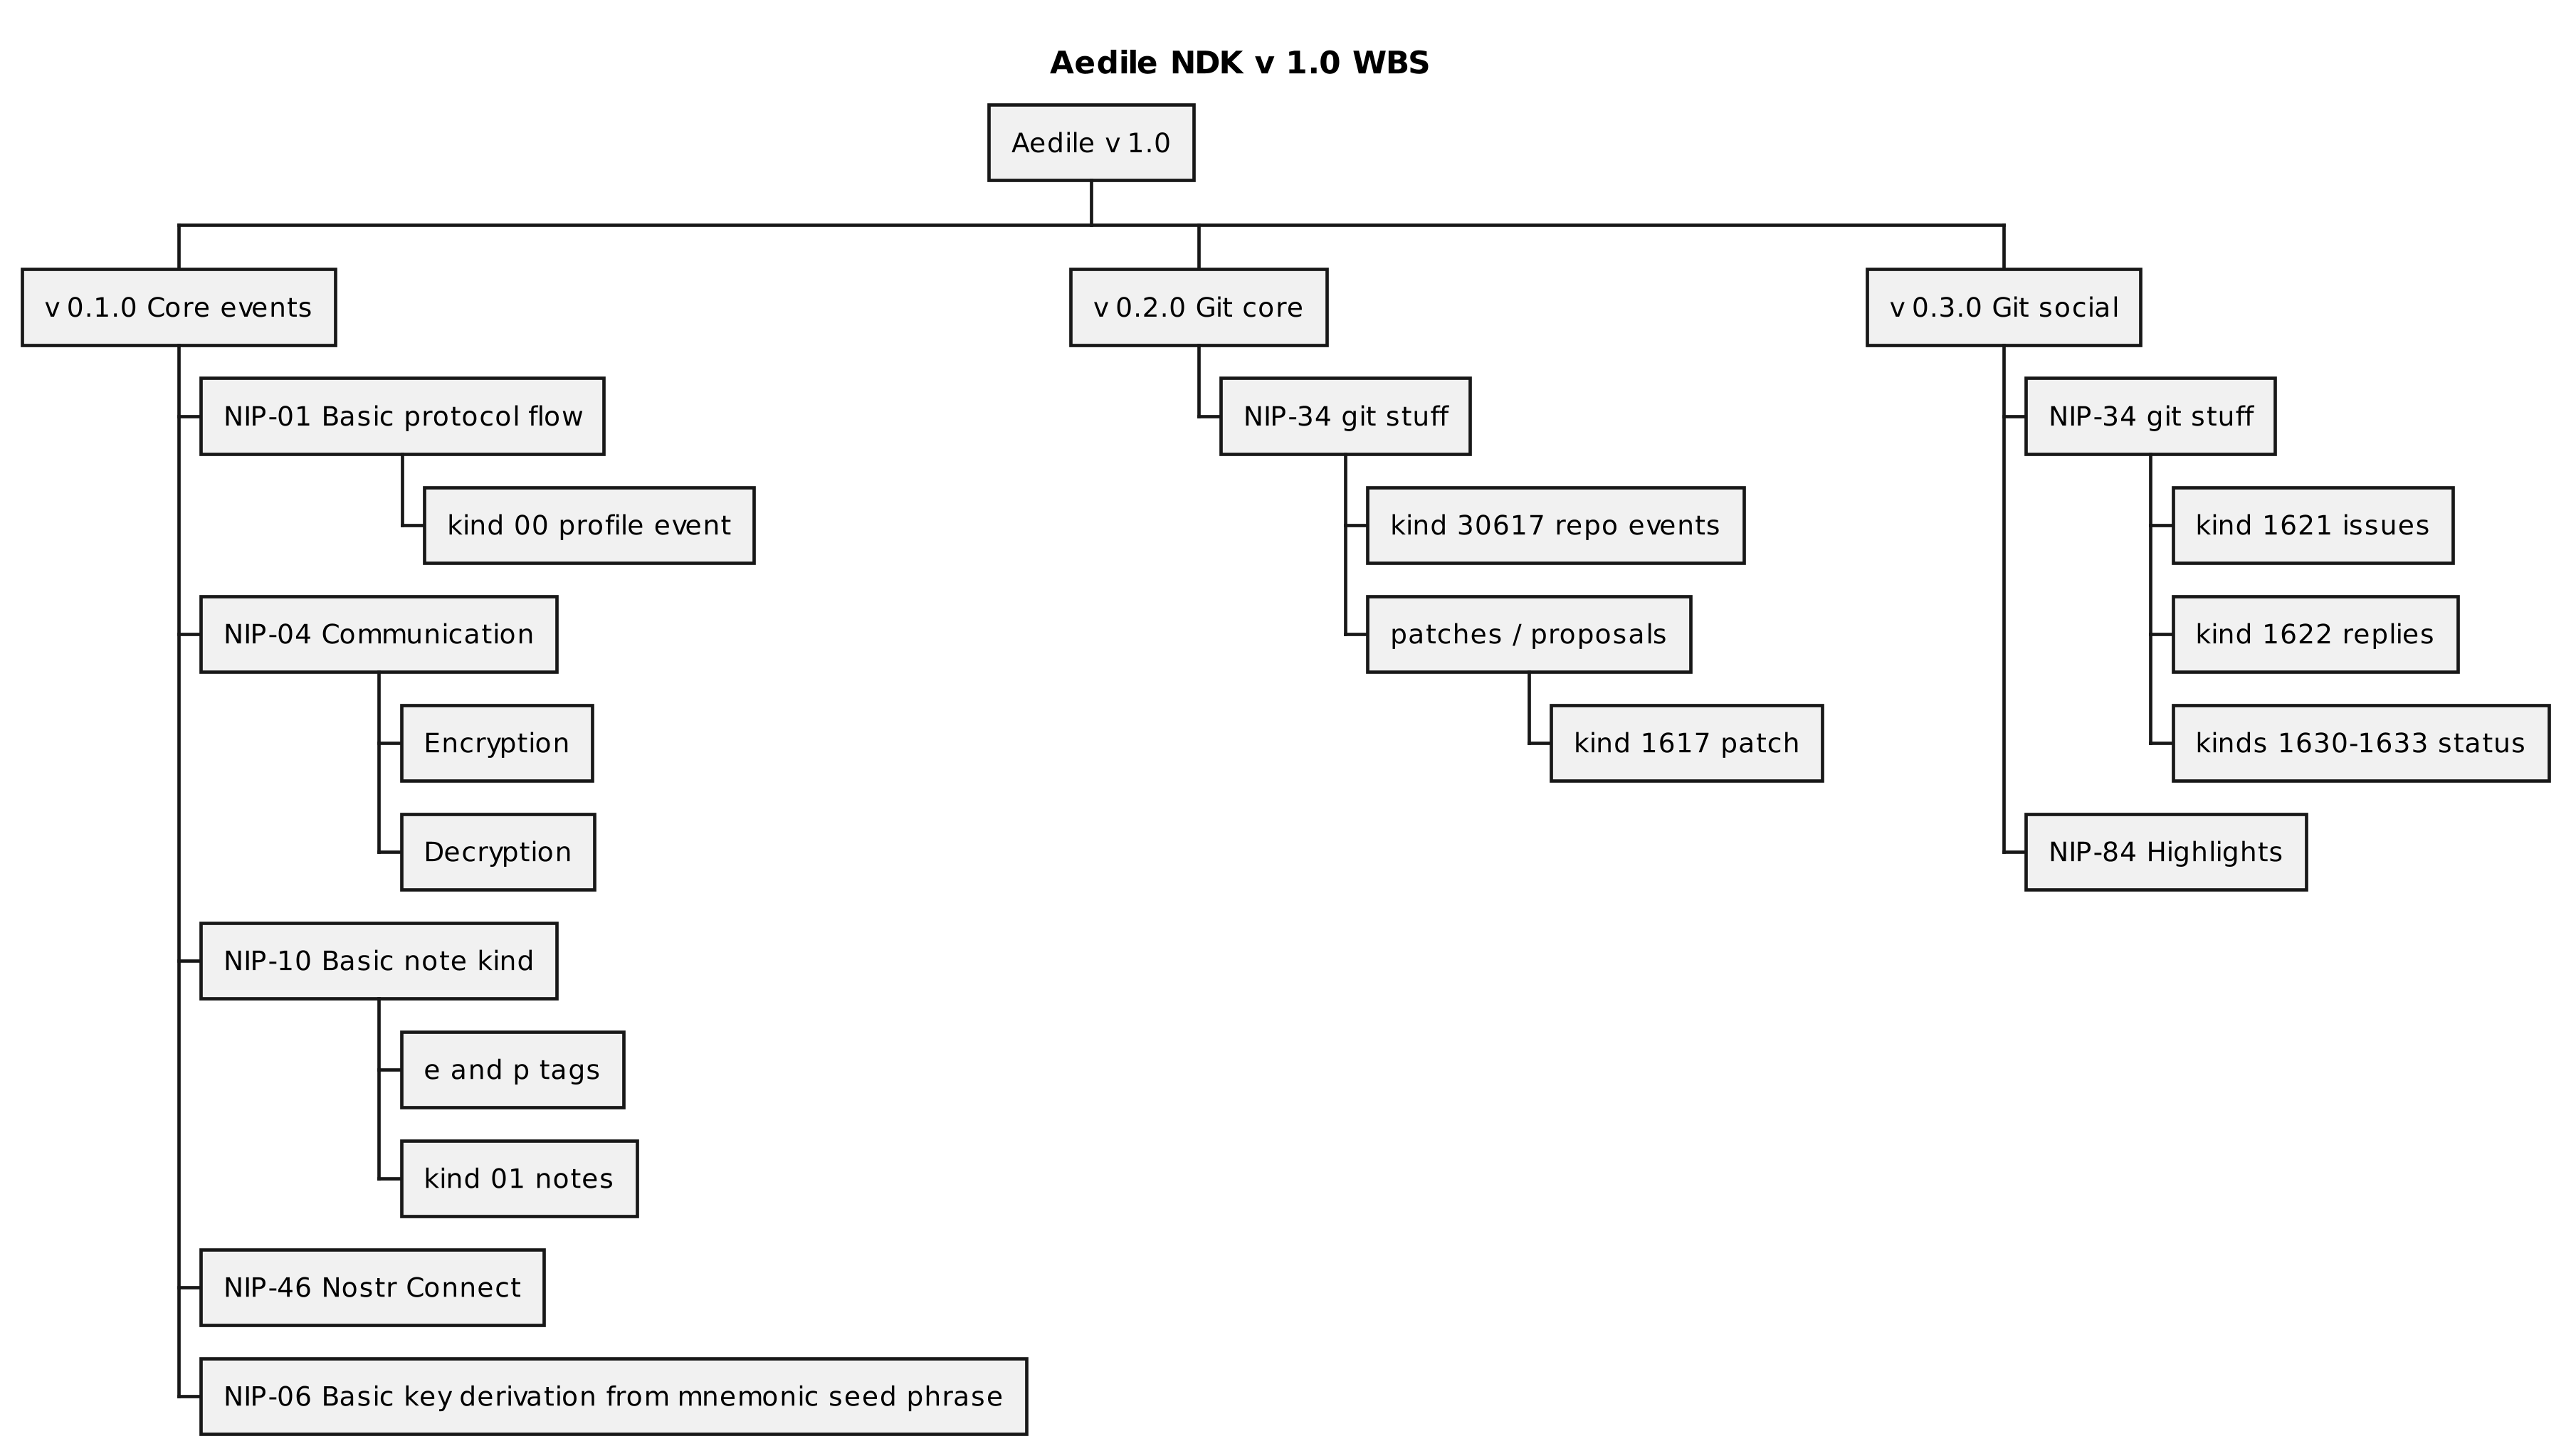 Aedile NDK v 1.0 WBS
Aedile v 1.0
v 0.1.0 Core events
NIP-01 Basic protocol flow
kind 00 profile event
NIP-04 Communication
Encryption
Decryption
NIP-10 Basic note kind
e and p tags
kind 01 notes
NIP-46 Nostr Connect
NIP-06 Basic key derivation from mnemonic seed phrase
v 0.2.0 Git core
NIP-34 git stuff
kind 30617 repo events
patches / proposals
kind 1617 patch
v 0.3.0 Git social
NIP-34 git stuff
kind 1621 issues
kind 1622 replies
kinds 1630-1633 status
NIP-84 Highlights